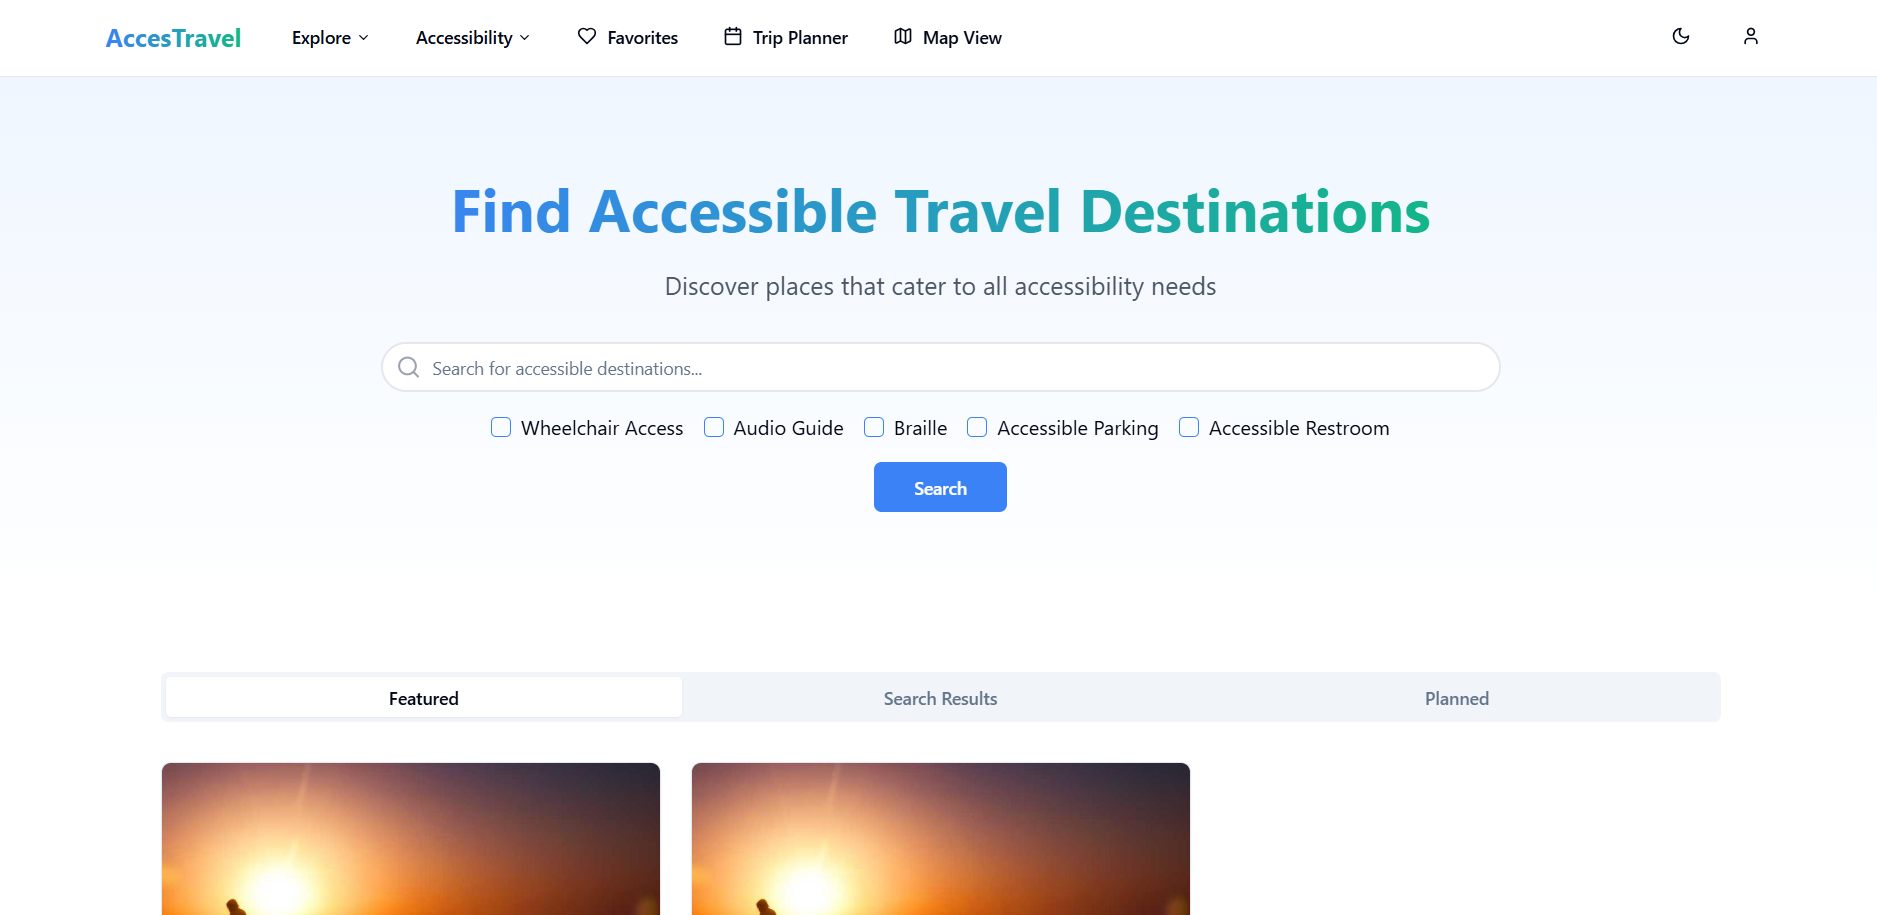 AccesTravel Explore Accessibility Favorites Trip Planner Map View
Find Accessible Travel Destinations
Discover places that cater to all accessibility needs
Search for accessible destinations...
Wheelchair Access Audio Guide Braille Accessible Parking Accessible Restroom
Search
Featured Search Results Planned